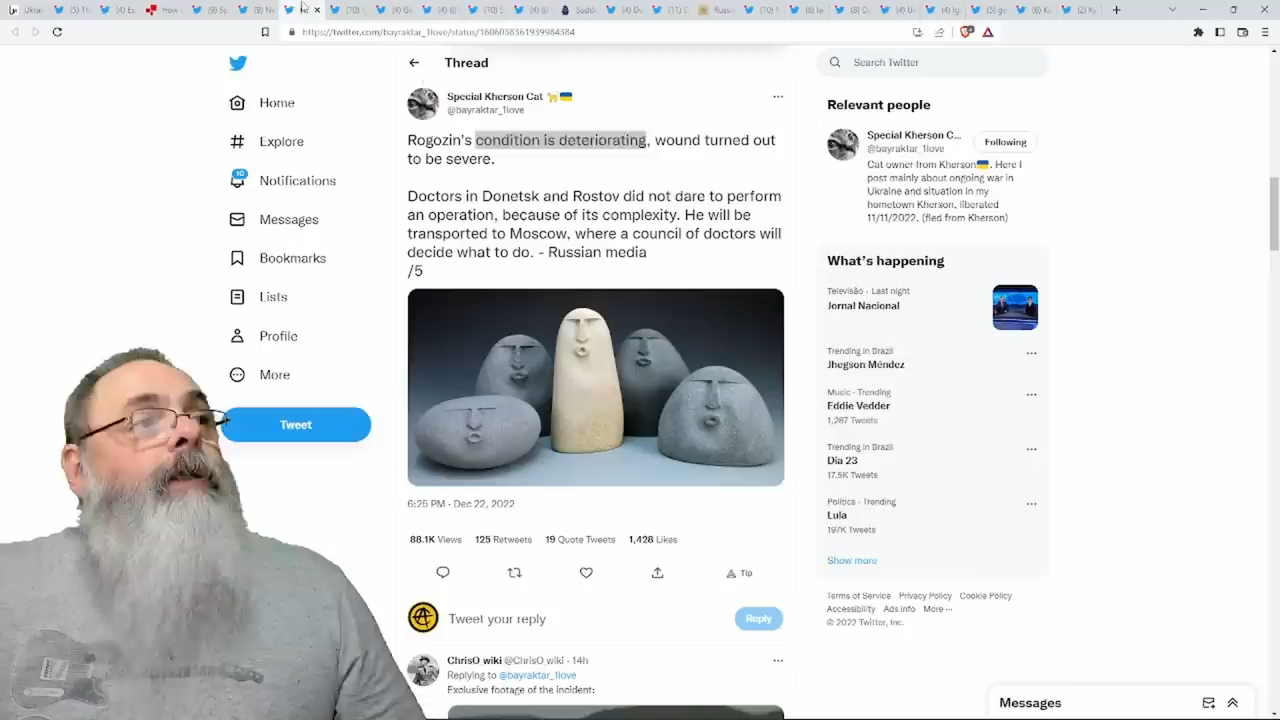 https://twitter.com/bayraktar_1love/status/1606038361939984384
Home
Explore
10
Notifications
Messages
Bookmarks
Lists
Profile
More
Tweet
Thread
Special Kherson Cat
@bayraktar_1love
Rogozin's condition is deteriorating, wound turned out
to be severe.
Doctors in Donetsk and Rostov did not dare to perform
an operation, because of its complexity. He will be
transported to Moscow, where a council of doctors will
decide what to do. - Russian media
/5
6:25 PM · Dec 22, 2022
88.1K Views 125 Retweets 19 Quote Tweets 1,428 Likes
Tip
Tweet your reply
Reply
ChrisO wiki @ChrisO_wiki · 14h
Replying to @bayraktar_1love
Exclusive footage of the incident:
Search Twitter
Relevant people
Special Kherson C...
@bayraktar_1love
Following
Cat owner from Kherson. Here I
post mainly about ongoing war in
Ukraine and situation in my
hometown Kherson, liberated
11/11/2022. (fled from Kherson)
What's happening
Televisão · Last night
Jornal Nacional
Trending in Brazil
Jhegson Méndez
Music · Trending
Eddie Vedder
1,287 Tweets
Trending in Brazil
Dia 23
17.5K Tweets
Politics · Trending
Lula
197K Tweets
Show more
Terms of Service Privacy Policy Cookie Policy
Accessibility Ads info More ...
© 2022 Twitter, Inc.
Messages